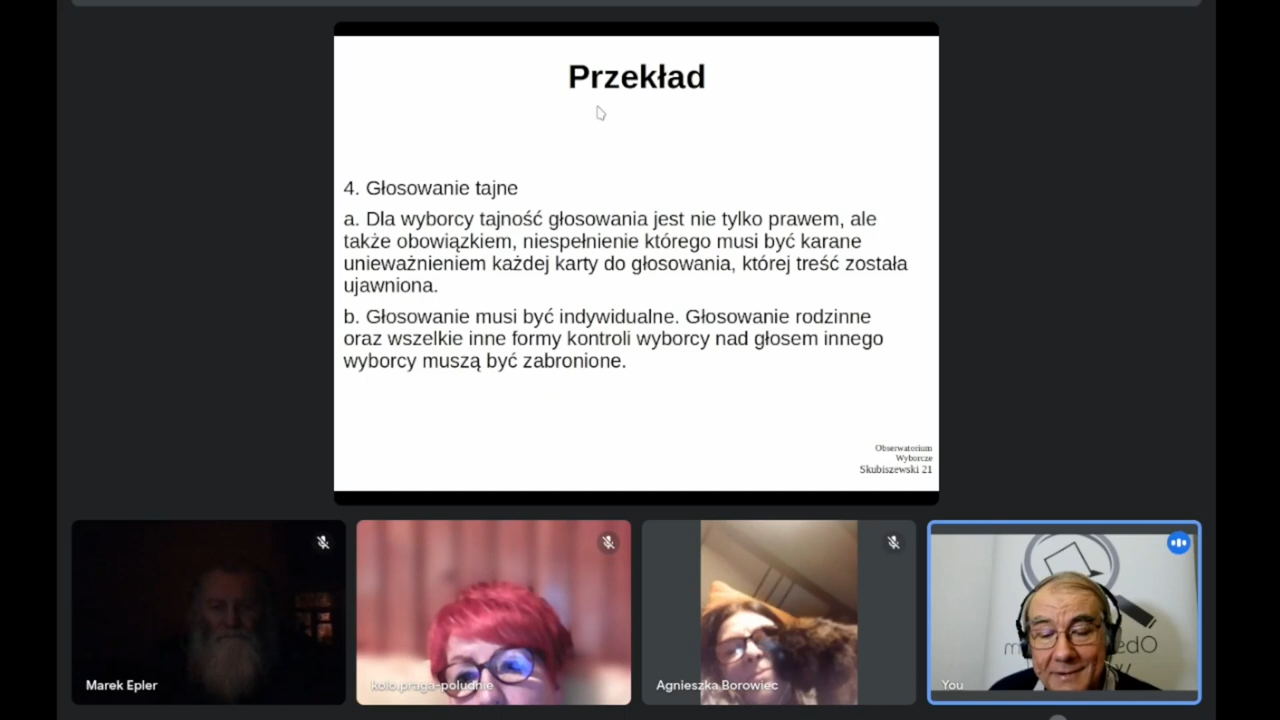 Przekład
4. Głosowanie tajne
a. Dla wyborcy tajność głosowania jest nie tylko prawem, ale
także obowiązkiem, niespełnienie którego musi być karane
unieważnieniem każdej karty do głosowania, której treść została
ujawniona.
b. Głosowanie musi być indywidualne. Głosowanie rodzinne
oraz wszelkie inne formy kontroli wyborcy nad głosem innego
wyborcy muszą być zabronione.
Obserwatorium
Wyborcze
Skubiszewski 21
Marek Epler
kolo.praga-poludnie
Agnieszka Borowiec
You